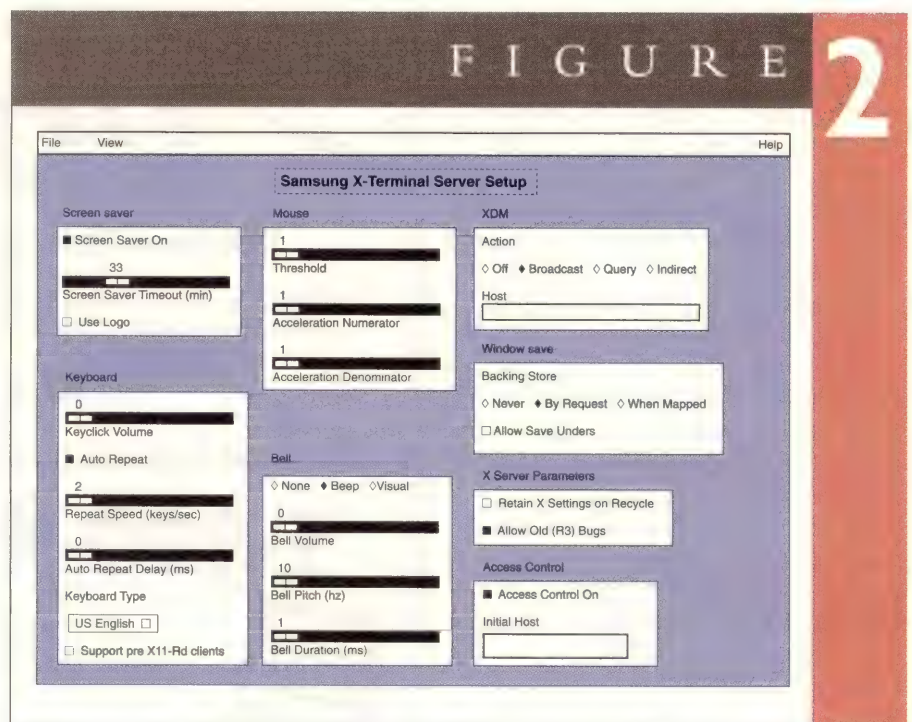 FIGURE 2
File View Help
Samsung X-Terminal Server Setup
Screen saver
Screen Saver On
33
Screen Saver Timeout (min)
Use Logo
Keyboard
0
Keyclick Volume
Auto Repeat
2
Repeat Speed (keys/sec)
0
Auto Repeat Delay (ms)
Keyboard Type
US English
Support pre X11-Rd clients
Mouse
1
Threshold
1
Acceleration Numerator
1
Acceleration Denominator
Bell
None Beep Visual
0
Bell Volume
10
Bell Pitch (hz)
1
Bell Duration (ms)
XDM
Action
Off Broadcast Query Indirect
Host
Window save
Backing Store
Never By Request When Mapped
Allow Save Unders
X Server Parameters
Retain X Settings on Recycle
Allow Old (R3) Bugs
Access Control
Access Control On
Initial Host